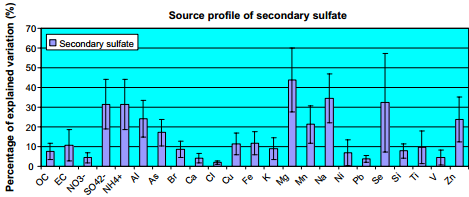 Source profile of secondary sulfate
Percentage of explained variation (%)
70
60
50
40
30
20
10
0
Secondary sulfate
OC EC NO3- SO42- NH4+ Al As Br Ca Cl Cu Fe K Mg Mn Na Ni Pb Se Si Ti V Zn